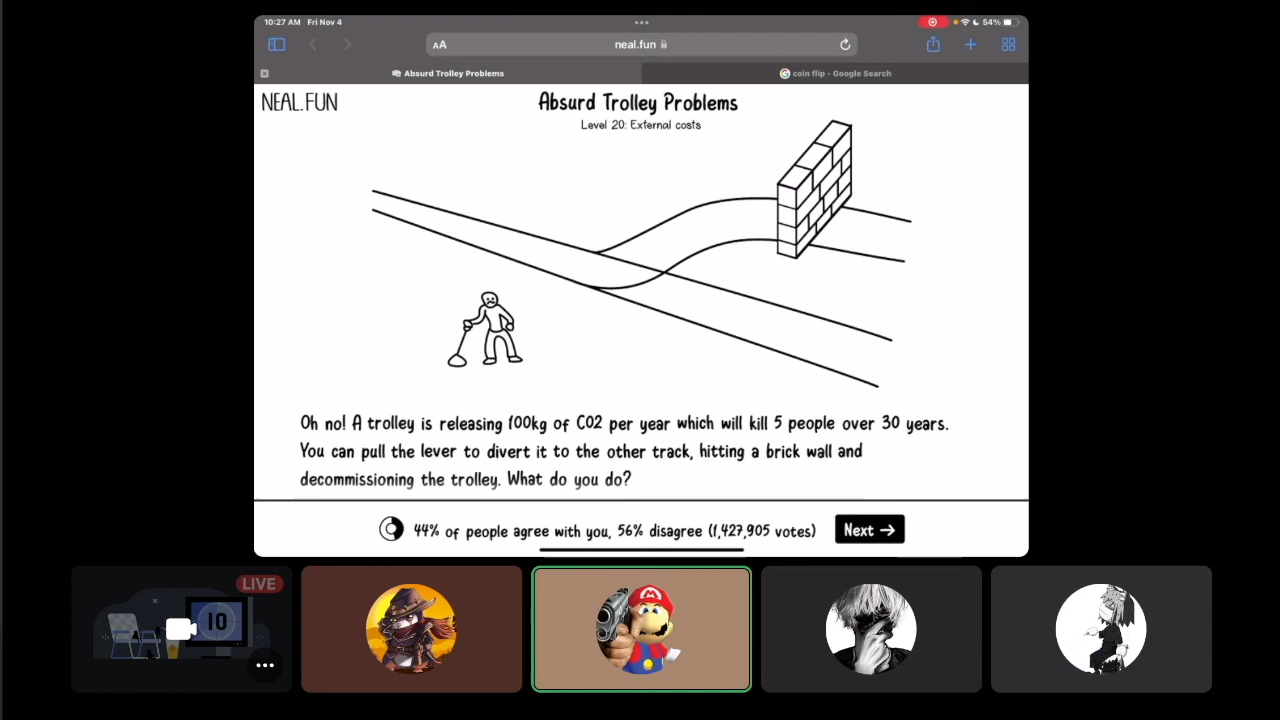 10:27 AM Fri Nov 4
54%
AA
neal.fun
Absurd Trolley Problems
coin flip - Google Search
NEAL.FUN
Absurd Trolley Problems
Level 20: External costs
Oh no! A trolley is releasing 100kg of CO2 per year which will kill 5 people over 30 years.
You can pull the lever to divert it to the other track, hitting a brick wall and
decommissioning the trolley. What do you do?
44% of people agree with you, 56% disagree (1,427,905 votes)
Next →
LIVE
10